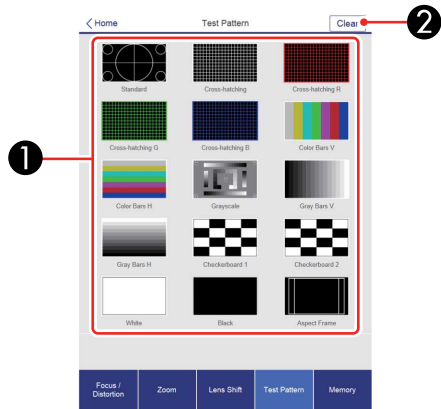 Home Test Pattern Clear
2
1
Standard Cross-hatching Cross-hatching R
Cross-hatching G Cross-hatching B Color Bars V
Color Bars H Grayscale Gray Bars V
Gray Bars H Checkerboard 1 Checkerboard 2
White Black Aspect Frame
Focus /
Distortion Zoom Lens Shift Test Pattern Memory